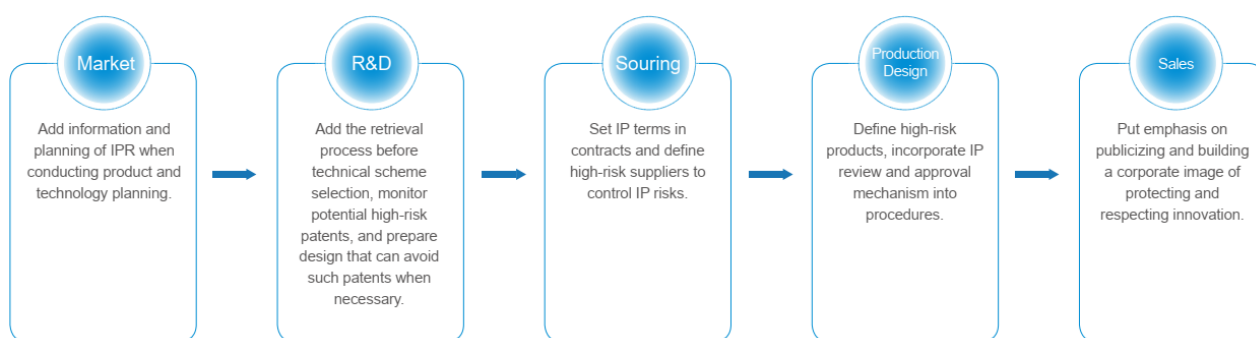 Market
Add information and
planning of IPR when
conducting product and
technology planning.
R&D
Add the retrieval
process before
technical scheme
selection, monitor
potential high-risk
patents, and prepare
design that can avoid
such patents when
necessary.
Souring
Set IP terms in
contracts and define
high-risk suppliers to
control IP risks.
Production
Design
Define high-risk
products, incorporate IP
review and approval
mechanism into
procedures.
Sales
Put emphasis on
publicizing and building
a corporate image of
protecting and
respecting innovation.